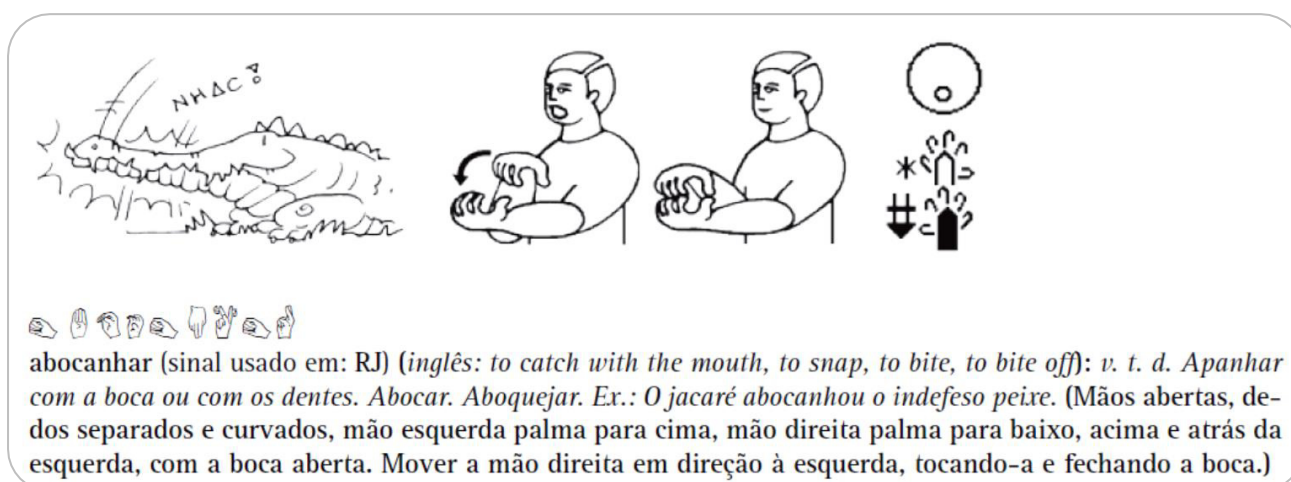 NHAC!
abocanhar (sinal usado em: RJ) (inglês: to catch with the mouth, to snap, to bite, to bite off): v. t. d. Apanhar
com a boca ou com os dentes. Abocar. Aboquejar. Ex.: O jacaré abocanhou o indefeso peixe. (Mãos abertas, de-
dos separados e curvados, mão esquerda palma para cima, mão direita palma para baixo, acima e atrás da
esquerda, com a boca aberta. Mover a mão direita em direção à esquerda, tocando-a e fechando a boca.)